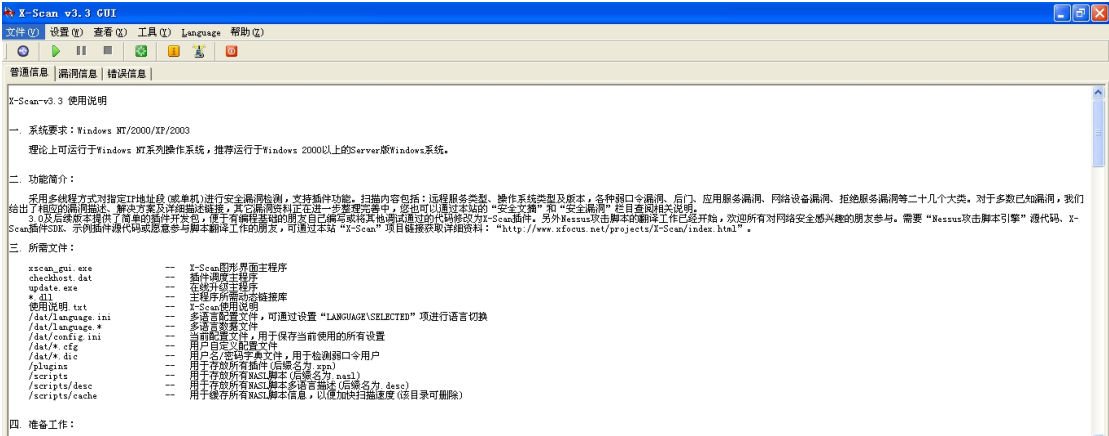 X-Scan v3.3 GUI
文件(V) 设置(W) 查看(X) 工具(Y) Language 帮助(Z)
普通信息 漏洞信息 错误信息
X-Scan-v3.3 使用说明
一. 系统要求：Windows NT/2000/XP/2003
理论上可运行于Windows NT系列操作系统，推荐运行于Windows 2000以上的Server版Windows系统。
二. 功能简介：
采用多线程方式对指定IP地址段(或单机)进行安全漏洞检测，支持插件功能。扫描内容包括：远程服务类型、操作系统类型及版本，各种弱口令漏洞、后门、应用服务漏洞、网络设备漏洞、拒绝服务漏洞等二十几个大类。对于多数已知漏洞，我们
给出了相应的漏洞描述、解决方案及详细描述链接，其它漏洞资料正在进一步整理完善中，您也可以通过本站的“安全文摘”和“安全漏洞”栏目查阅相关说明。
3.0及后续版本提供了简单的插件开发包，便于有编程基础的朋友自己编写或将其他调试通过的代码修改为X-Scan插件。另外Nessus攻击脚本的翻译工作已经开始，欢迎所有对网络安全感兴趣的朋友参与。需要“Nessus攻击脚本引擎”源代码、X-
Scan插件SDK、示例插件源代码或愿意参与脚本翻译工作的朋友，可通过本站“X-Scan”项目链接获取详细资料：“http://www.xfocus.net/projects/X-Scan/index.html”。
三. 所需文件：
xscan_gui.exe -- X-Scan图形界面主程序
checkhost.dat -- 插件调度主程序
update.exe -- 在线升级主程序
*.dll -- 主程序所需动态链接库
使用说明.txt -- X-Scan使用说明
/dat/language.ini -- 多语言配置文件，可通过设置“LANGUAGE\SELECTED”项进行语言切换
/dat/language.* -- 多语言数据文件
/dat/config.ini -- 当前配置文件，用于保存当前使用的所有设置
/dat/*.cfg -- 用户自定义配置文件
/dat/*.dic -- 用户名/密码字典文件，用于检测弱口令用户
/plugins -- 用于存放所有插件(后缀名为.xpn)
/scripts -- 用于存放所有NASL脚本(后缀名为.nasl)
/scripts/desc -- 用于存放所有NASL脚本多语言描述(后缀名为.desc)
/scripts/cache -- 用于缓存所有NASL脚本信息，以便加快扫描速度(该目录可删除)
四. 准备工作：